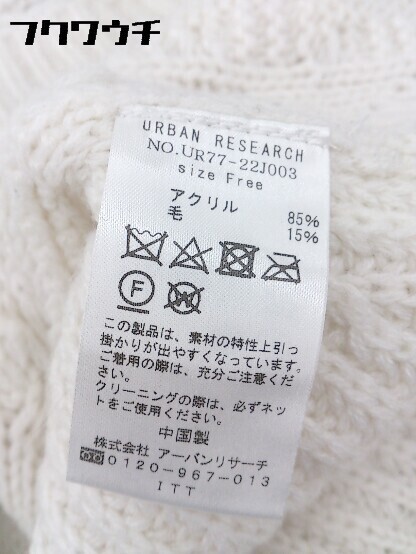 フクワウチ
URBAN RESEARCH
NO.UR77-22J003
size Free
アクリル 85%
毛 15%
F
W
この製品は、素材の特性上引っ
掛かりが出やすくなっています。
ご着用の際は、充分ご注意くだ
さい。
クリーニングの際は、必ずネッ
トをご使用ください。
中国製
株式会社 アーバンリサーチ
0120-967-013
ITT